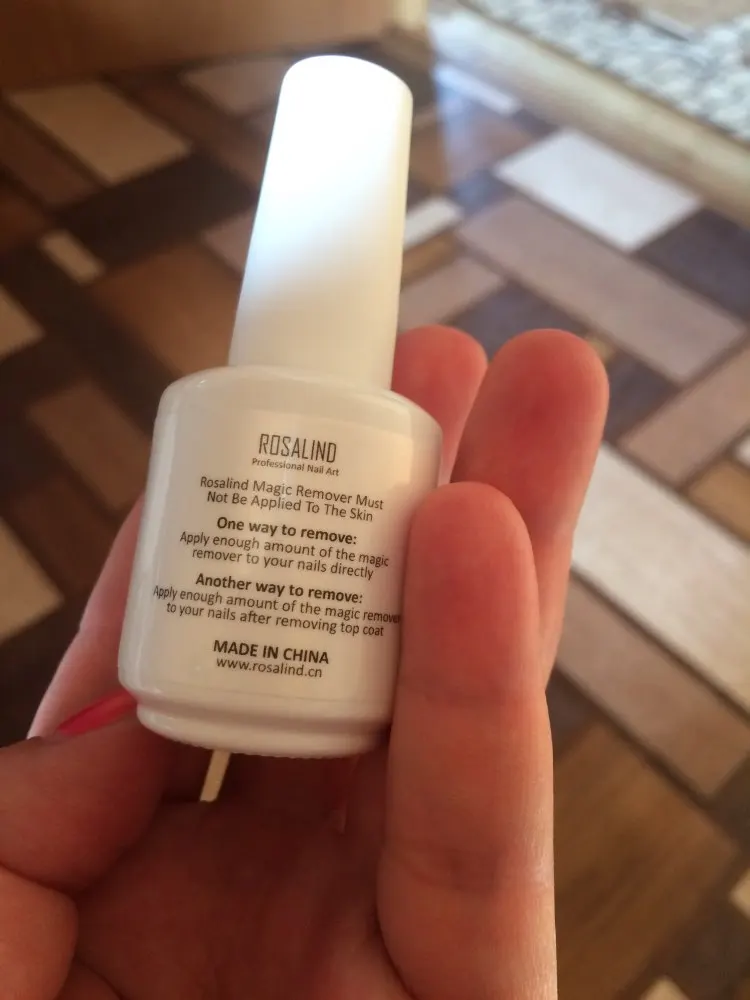 ROSALIND
Professional Nail Art
Rosalind Magic Remover Must
Not Be Applied To The Skin
One way to remove:
Apply enough amount of the magic
remover to your nails directly
Another way to remove:
Apply enough amount of the magic remover
to your nails after removing top coat
MADE IN CHINA
www.rosalind.cn